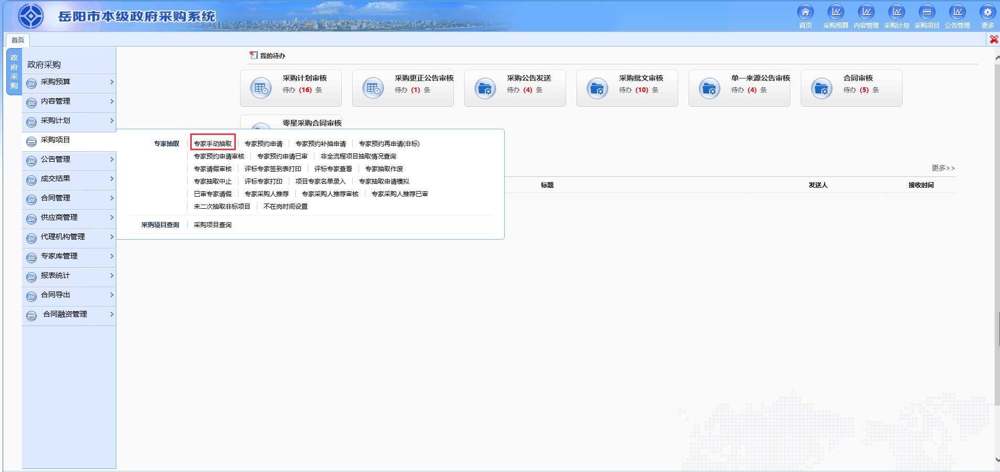 岳阳市本级政府采购系统
首页 采购预算 内容管理 采购计划 采购项目 公告管理 更多
首页
政府采购
政府采购
采购预算
内容管理
采购计划
采购项目
公告管理
成交结果
合同管理
供应商管理
代理机构管理
专家库管理
报表统计
合同导出
合同融资管理
我的待办
采购计划审核 采购更正公告审核 采购公告发送 采购批文审核 单一来源公告审核 合同审核
待办 (16) 条 待办 (1) 条 待办 (4) 条 待办 (10) 条 待办 (4) 条 待办 (5) 条
零星采购合同审核
专家抽取 专家手动抽取 专家预约申请 专家预约补抽申请 专家预约再申请(非标)
专家预约申请审核 专家预约申请已审 非全流程项目抽取情况查询
专家请假审核 评标专家签到表打印 评标专家查看 专家抽取作废
专家抽取中止 评标专家打印 项目专家名单录入 专家抽取申请模拟
已审专家请假 专家采购人推荐 专家采购人推荐审核 专家采购人推荐已审
未二次抽取非标项目 不在岗时间设置
采购项目查询 采购项目查询
更多>>
标题 发送人 接收时间